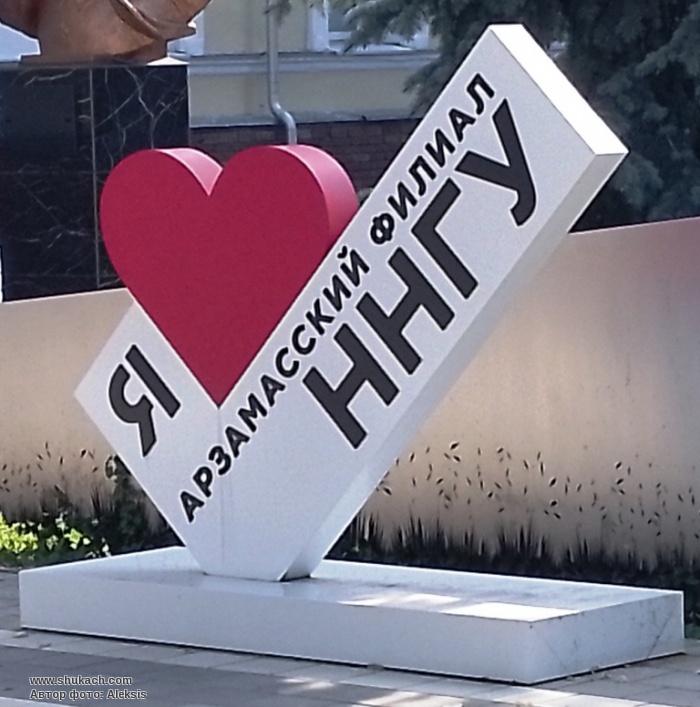 Я
АРЗАМАССКИЙ ФИЛИАЛ
ННГУ
www.shukach.com
Автор фото: Aleksis